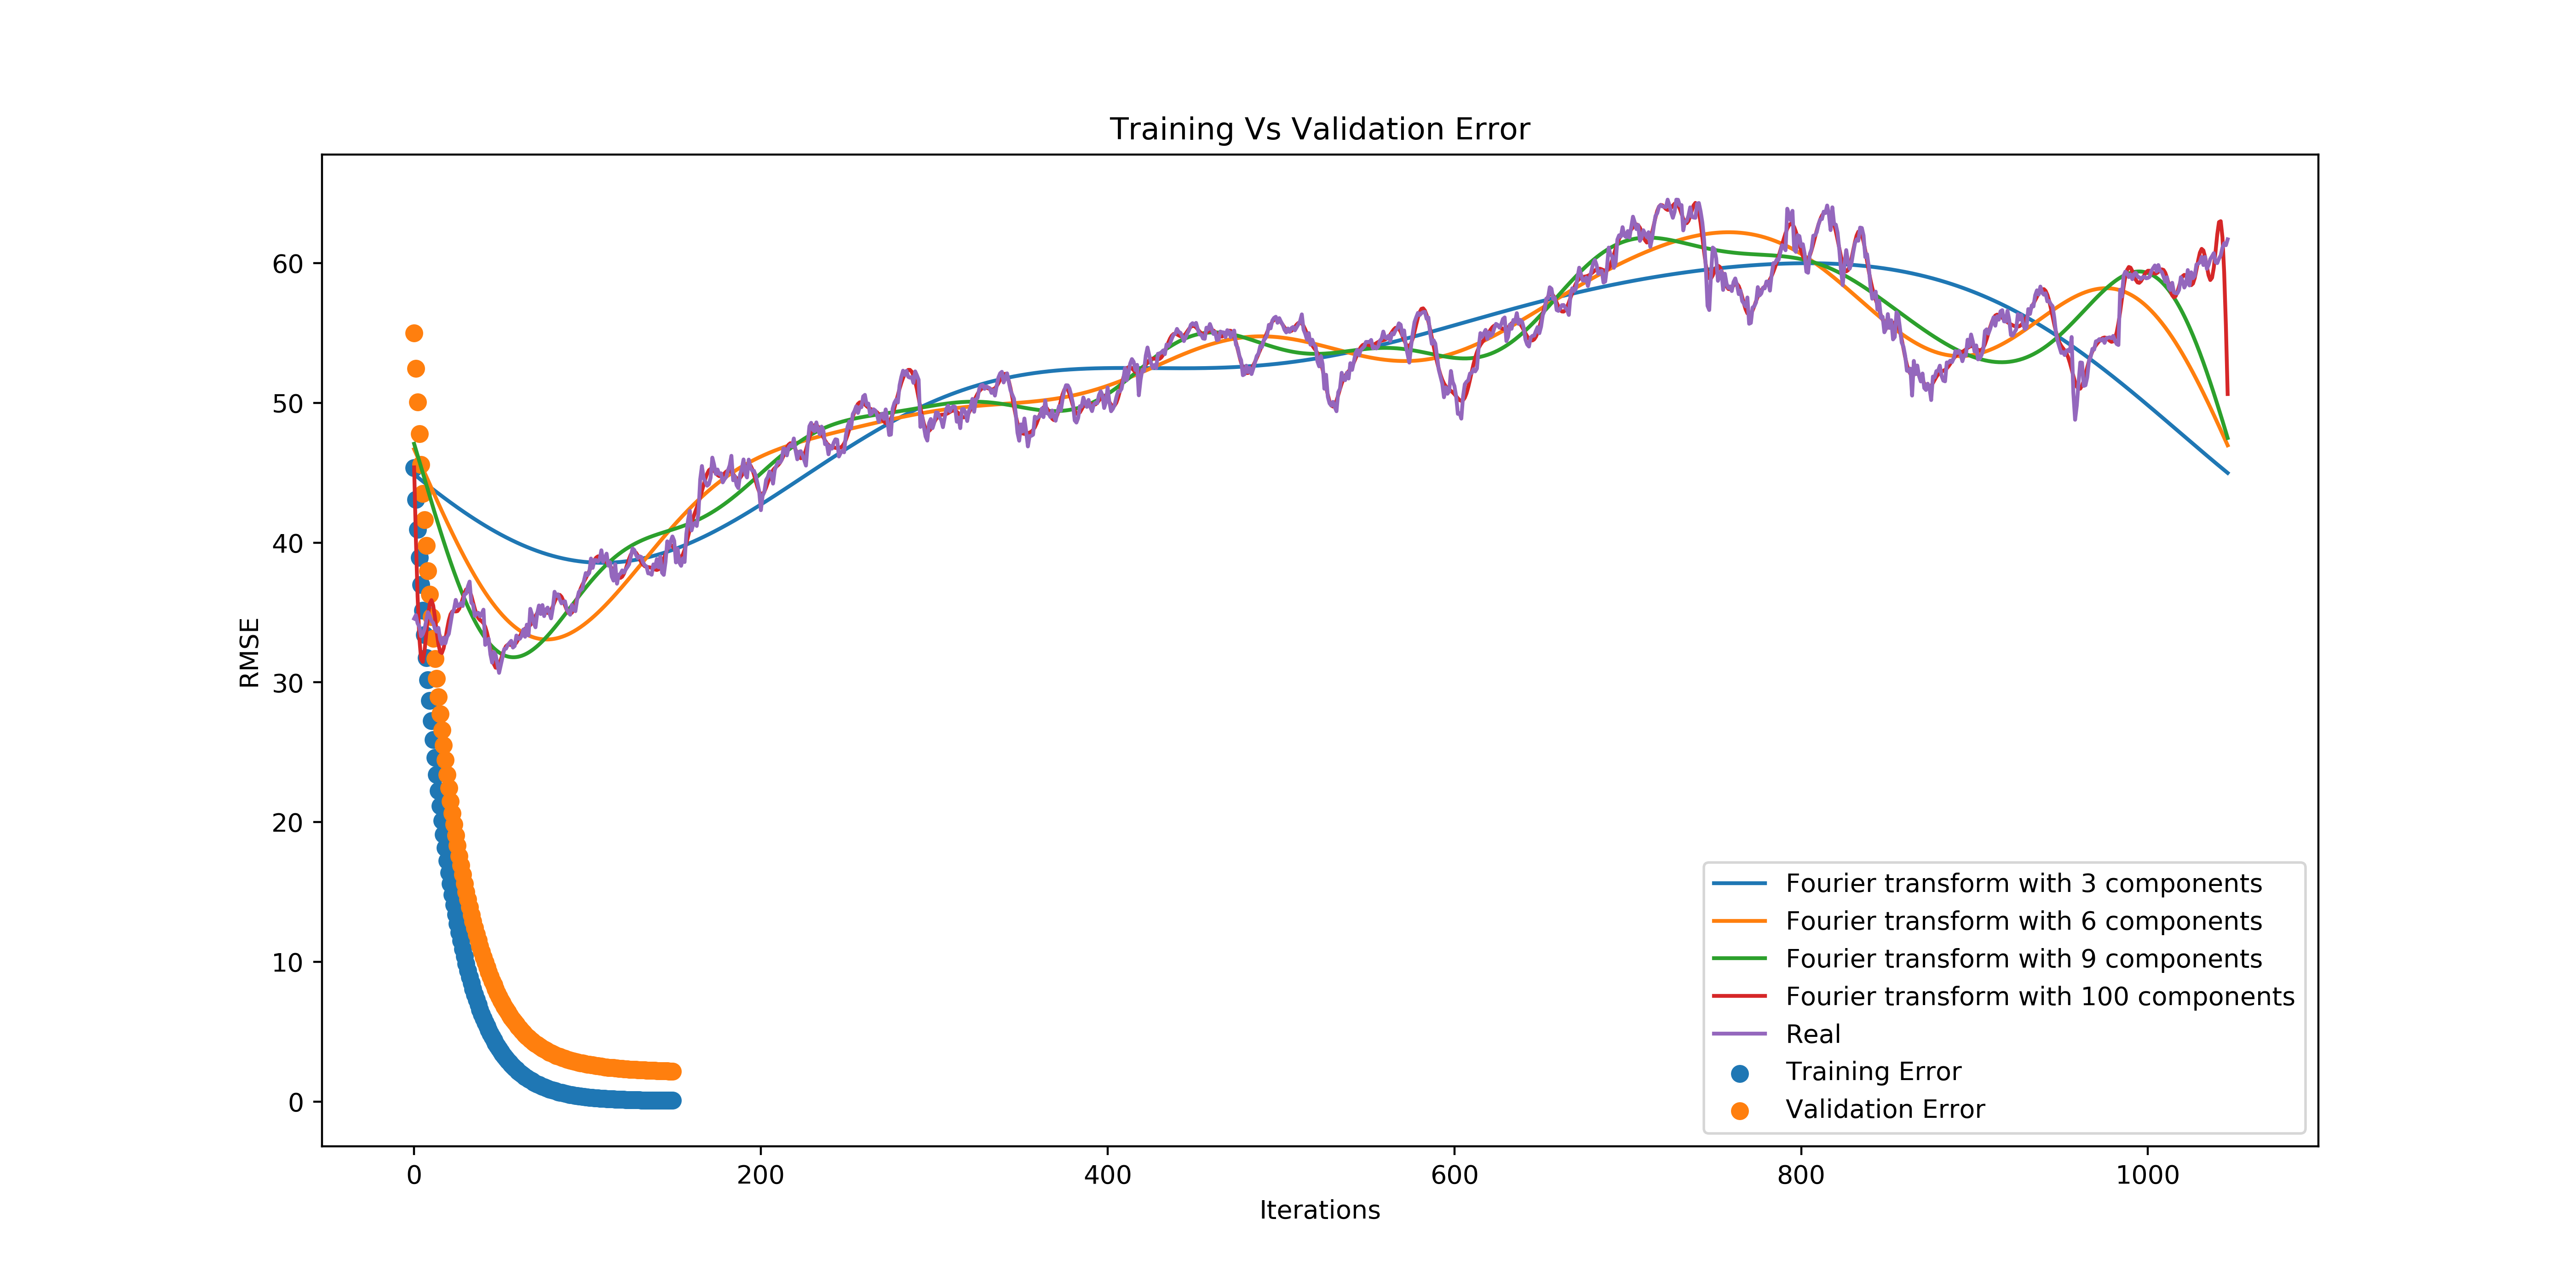 Training Vs Validation Error
60
50
40
30
20
10
0
RMSE
0 200 400 600 800 1000
Iterations
Fourier transform with 3 components
Fourier transform with 6 components
Fourier transform with 9 components
Fourier transform with 100 components
Real
Training Error
Validation Error